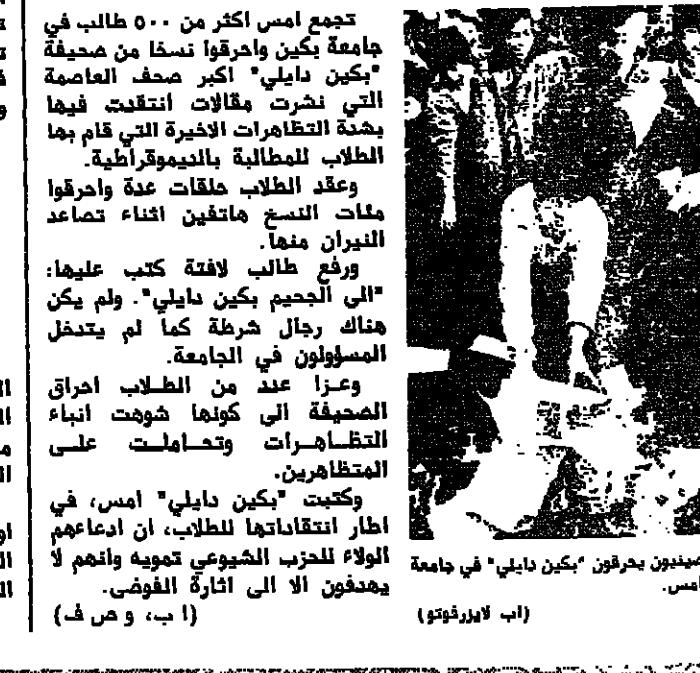 تجمع امس اكثر من ٥٠٠ طالب في
جامعة بكين واحرقوا نسخا من صحيفة
"بكين دايلي" اكبر صحف العاصمة
التي نشرت مقالات انتقدت فيها
بشدة التظاهرات الاخيرة التي قام بها
الطلاب للمطالبة بالديموقراطية.
وعقد الطلاب حلقات عدة واحرقوا
مئات النسخ هاتفين اثناء تصاعد
النيران منها.
ورفع طالب لافتة كتب عليها:
"الى الجحيم بكين دايلي". ولم يكن
هناك رجال شرطة كما لم يتدخل
المسؤولون في الجامعة.
وعـزا عدد من الطـلاب احراق
الصحيفة الى كونها شوهت انباء
التظــاهــرات وتحــاملــت علــى
المتظاهرين.
وكتبت "بكين دايلي" امس، في
اطار انتقاداتها للطلاب، ان ادعاءهم
الولاء للحزب الشيوعي تمويه وانهم لا
يهدفون الا الى اثارة الفوضى.
(ا ب، و ص ف)
صينيون يحرقون "بكين دايلي" في جامعة
امس.
(اب لايزرفوتو)